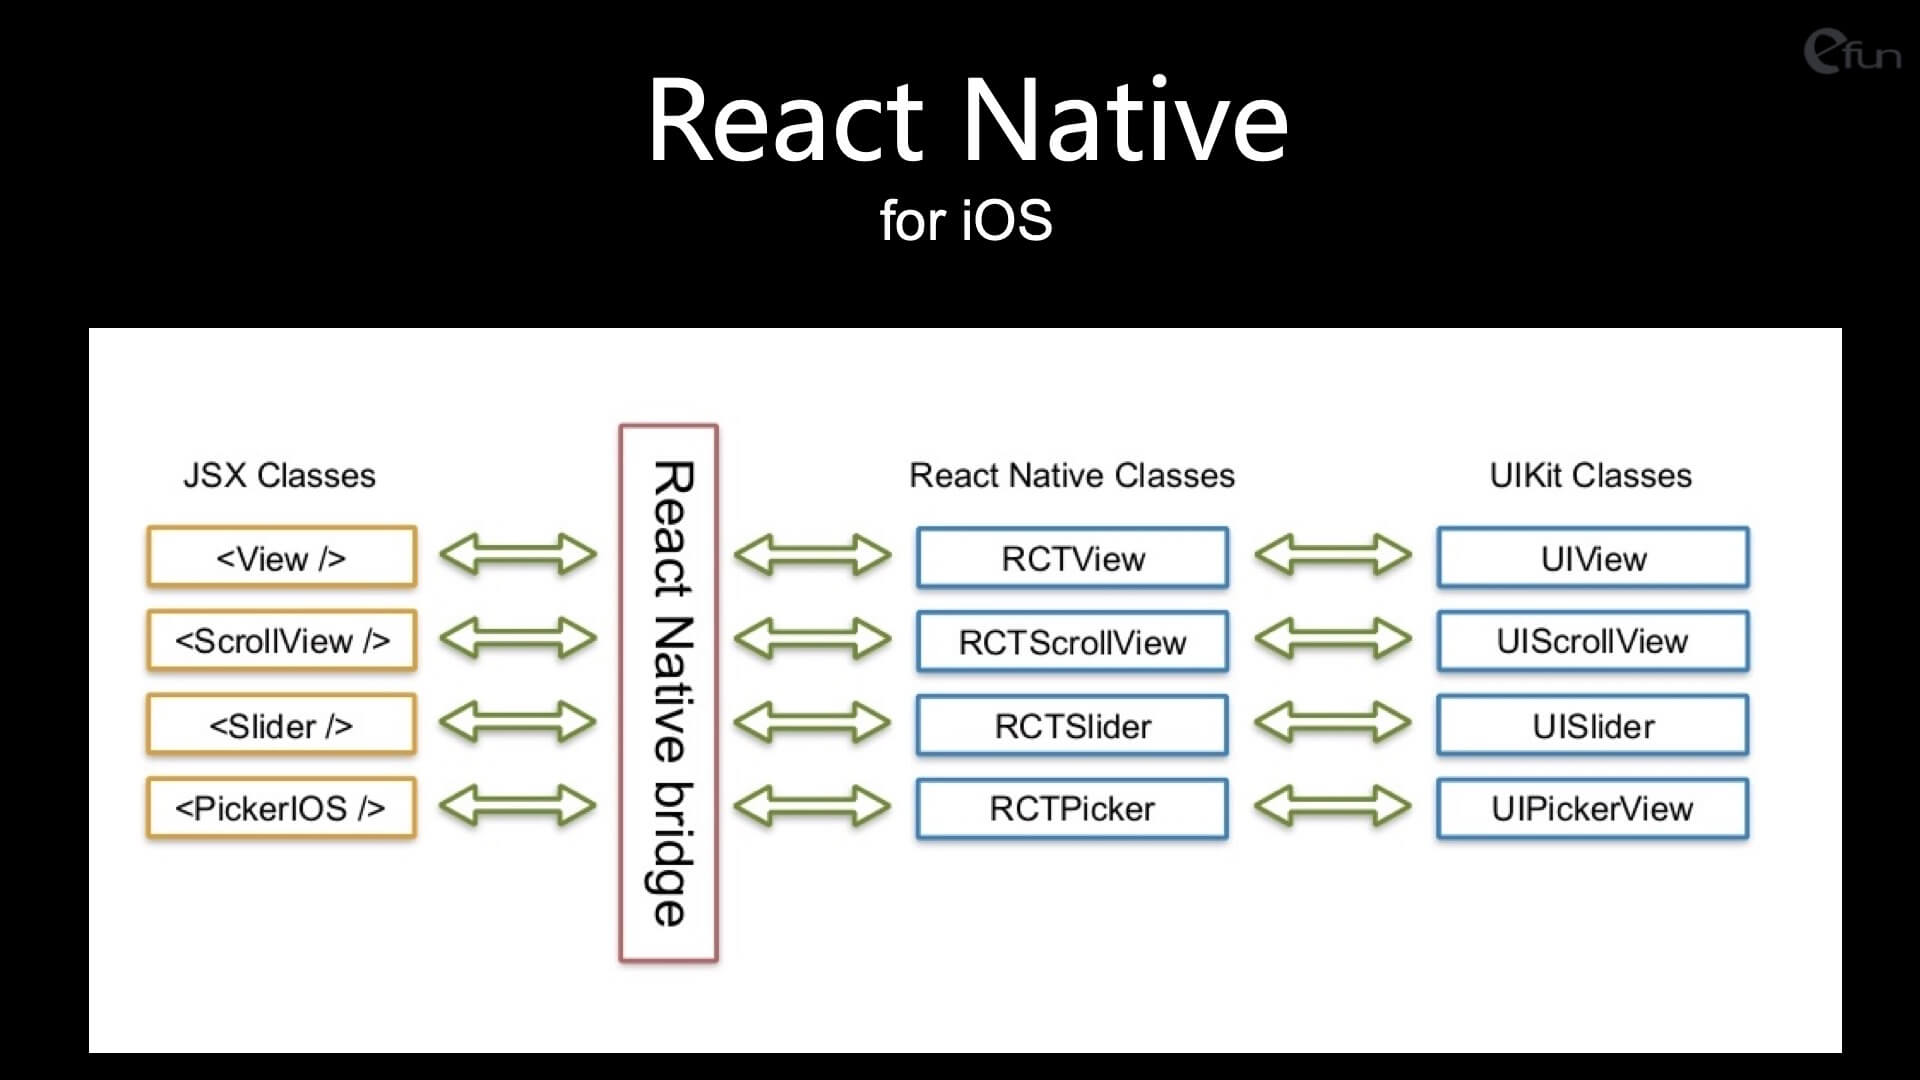 efun
React Native
for iOS
JSX Classes
React Native Classes
UIKit Classes
React Native bridge
<View />
RCTView
UIView
<ScrollView />
RCTScrollView
UIScrollView
<Slider />
RCTSlider
UISlider
<PickerIOS />
RCTPicker
UIPickerView